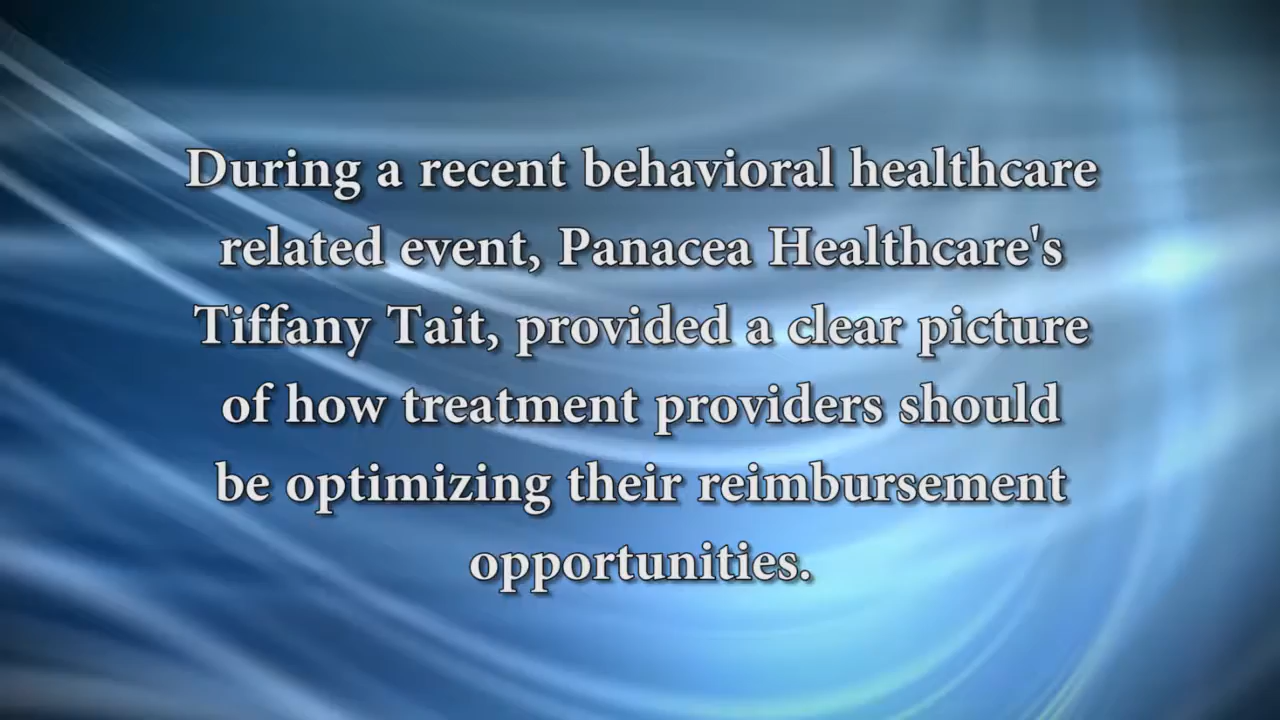 During a recent behavioral healthcare
related event, Panacea Healthcare's
Tiffany Tait, provided a clear picture
of how treatment providers should
be optimizing their reimbursement
opportunities.